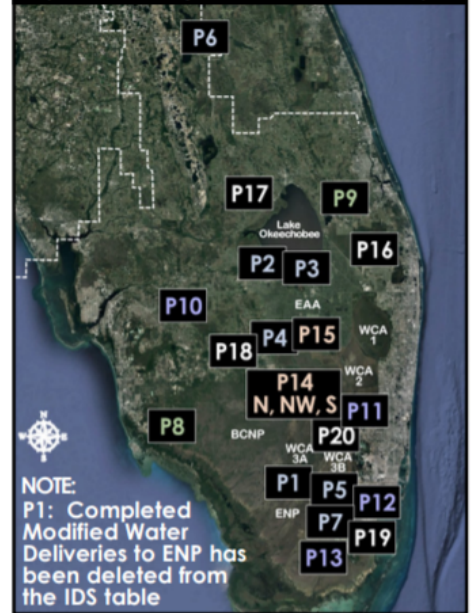 P6
P17
P9
Lake
Okeechobee
P16
P2
P3
EAA
P10
WCA
1
P4
P15
P18
WCA
2
P14
N, NW, S
P11
P8
BCNP
P20
WCA
3A
WCA
3B
P1
P5
P12
ENP
P7
P19
P13
NOTE:
P1: Completed
Modified Water
Deliveries to ENP has
been deleted from
the IDS table